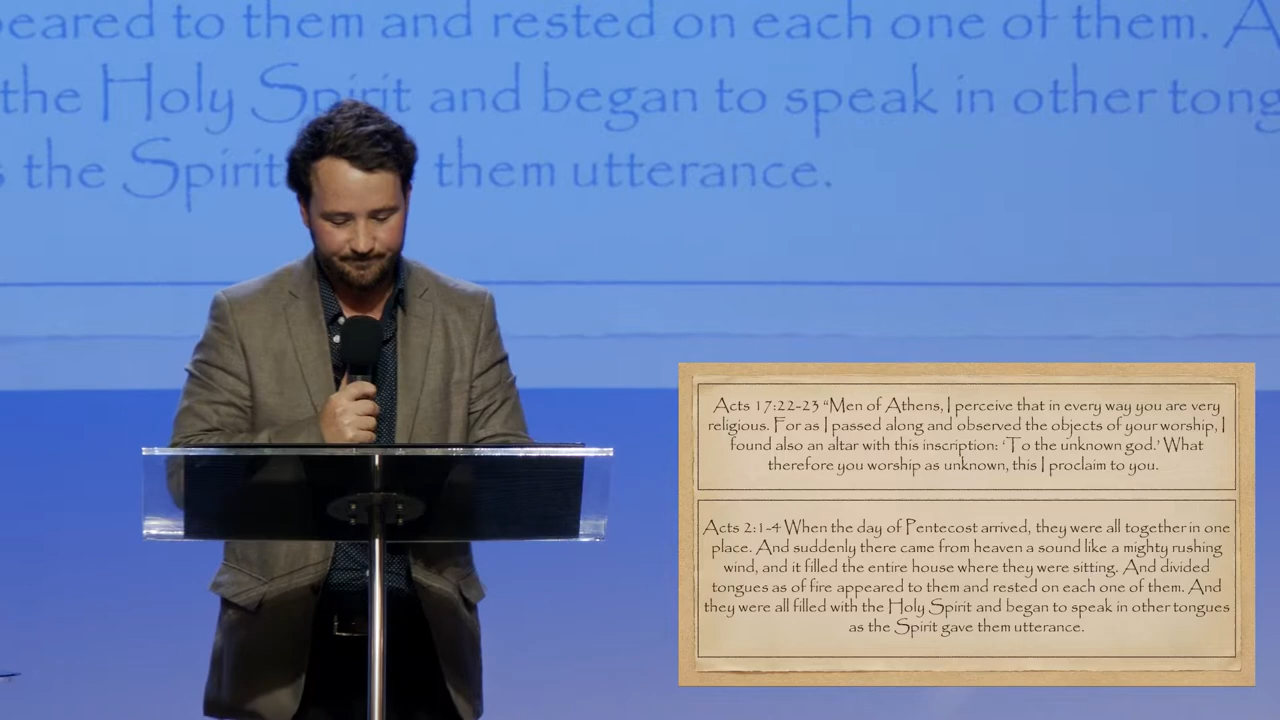 peared to them and rested on each one of them. A
the Holy Spirit and began to speak in other tong
s the Spirit them utterance.
Acts 17:22-23 “Men of Athens, I perceive that in every way you are very
religious. For as I passed along and observed the objects of your worship, I
found also an altar with this inscription: ‘To the unknown god.’ What
therefore you worship as unknown, this I proclaim to you.
Acts 2:1-4 When the day of Pentecost arrived, they were all together in one
place. And suddenly there came from heaven a sound like a mighty rushing
wind, and it filled the entire house where they were sitting. And divided
tongues as of fire appeared to them and rested on each one of them. And
they were all filled with the Holy Spirit and began to speak in other tongues
as the Spirit gave them utterance.